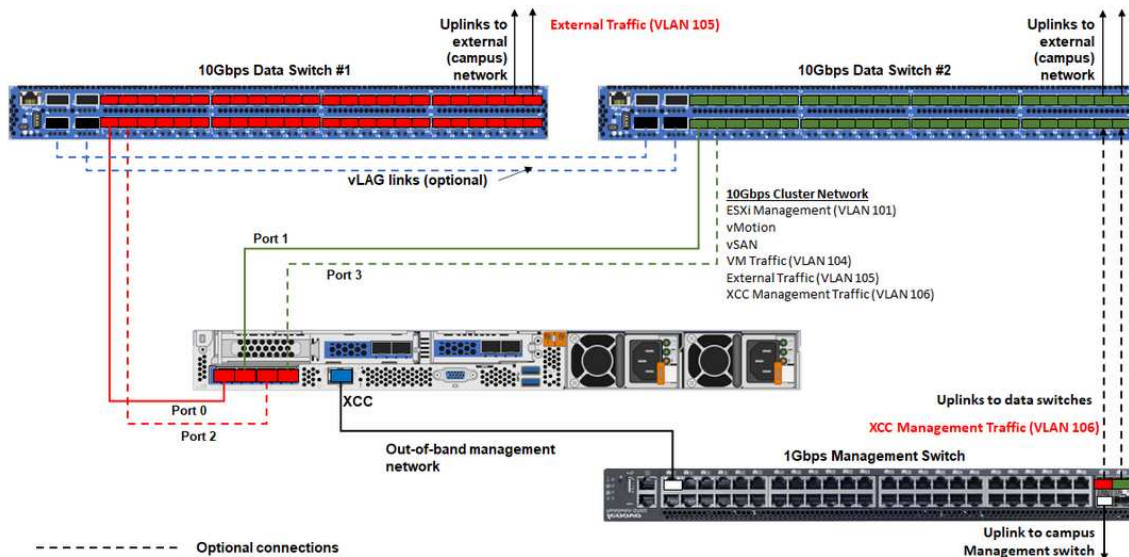 Uplinks to
external
(campus)
network
External Traffic (VLAN 105)
Uplinks to
external
(campus)
network
10Gbps Data Switch #1
10Gbps Data Switch #2
vLAG links (optional)
10Gbps Cluster Network
ESXi Management (VLAN 101)
vMotion
vSAN
VM Traffic (VLAN 104)
External Traffic (VLAN 105)
XCC Management Traffic (VLAN 106)
Port 1
Port 3
XCC
Port 0
Port 2
Uplinks to data switches
XCC Management Traffic (VLAN 106)
Out-of-band management
network
1Gbps Management Switch
Lenovo
Uplink to campus
Management switch
Optional connections